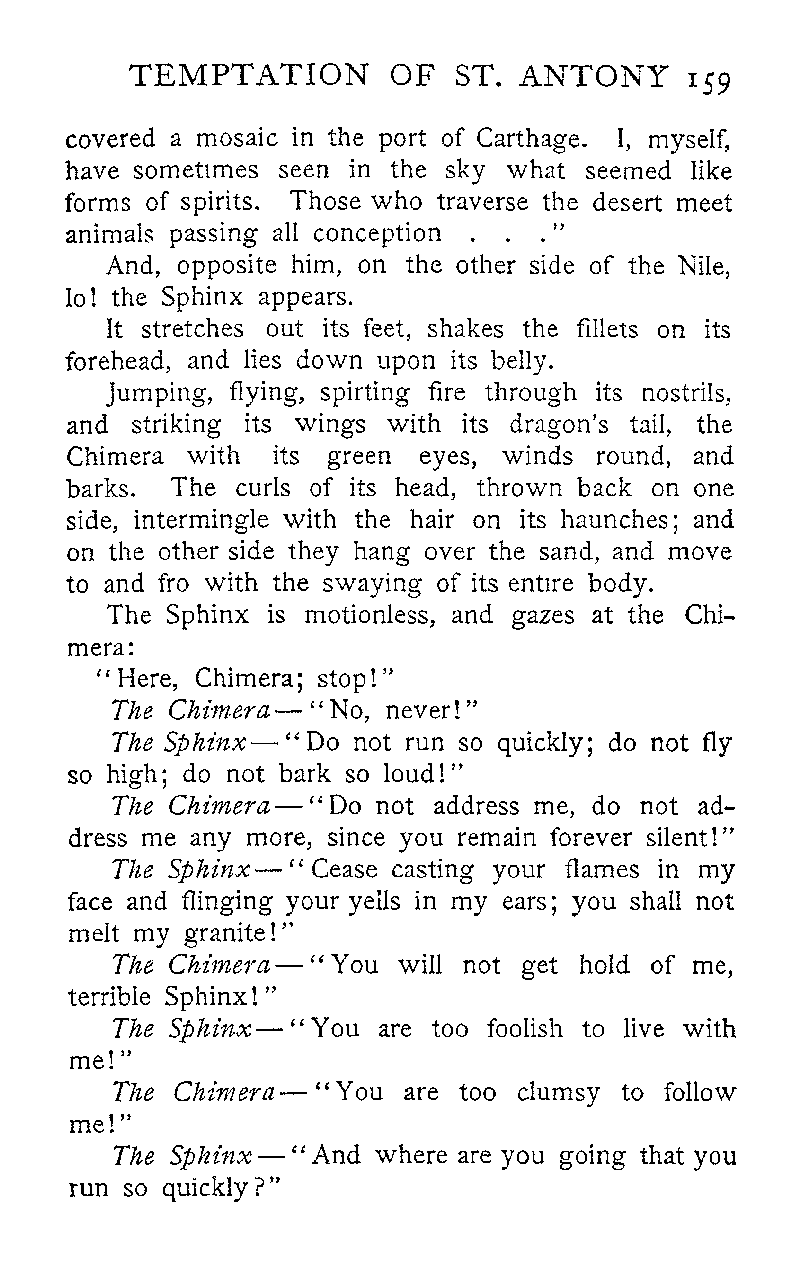 TEMPTATION OF ST. ANTONY 159
covered a mosaic in the port of Carthage. I, myself,
have sometimes seen in the sky what seemed like
forms of spirits. Those who traverse the desert meet
animals passing all conception . . ."
And, opposite him, on the other side of the Nile,
lo! the Sphinx appears.
It stretches out its feet, shakes the fillets on its
forehead, and lies down upon its belly.
Jumping, flying, spirting fire through its nostrils,
and striking its wings with its dragon's tail, the
Chimera with its green eyes, winds round, and
barks. The curls of its head, thrown back on one
side, intermingle with the hair on its haunches; and
on the other side they hang over the sand, and move
to and fro with the swaying of its entire body.
The Sphinx is motionless, and gazes at the Chi-
mera:
"Here, Chimera; stop!"
The Chimera—"No, never!"
The Sphinx—"Do not run so quickly; do not fly
so high; do not bark so loud!"
The Chimera—"Do not address me, do not ad-
dress me any more, since you remain forever silent!"
The Sphinx—"Cease casting your flames in my
face and flinging your yells in my ears; you shall not
melt my granite!"
The Chimera—"You will not get hold of me,
terrible Sphinx!"
The Sphinx—"You are too foolish to live with
me!"
The Chimera—"You are too clumsy to follow
me!"
The Sphinx—"And where are you going that you
run so quickly?"